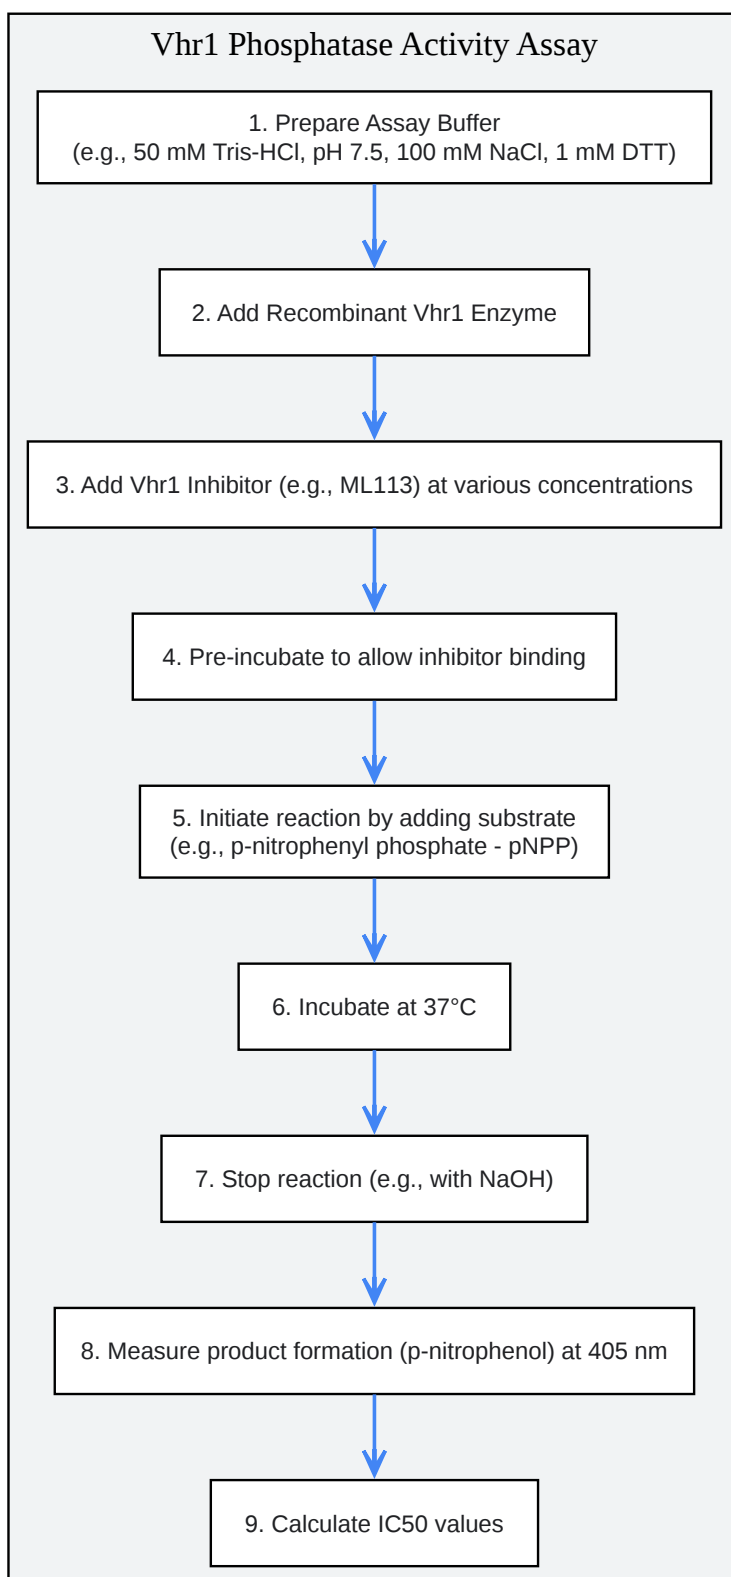 Vhr1 Phosphatase Activity Assay
1. Prepare Assay Buffer
(e.g., 50 mM Tris-HCl, pH 7.5, 100 mM NaCl, 1 mM DTT)
2. Add Recombinant Vhr1 Enzyme
3. Add Vhr1 Inhibitor (e.g., ML113) at various concentrations
4. Pre-incubate to allow inhibitor binding
5. Initiate reaction by adding substrate
(e.g., p-nitrophenyl phosphate - pNPP)
6. Incubate at 37°C
7. Stop reaction (e.g., with NaOH)
8. Measure product formation (p-nitrophenol) at 405 nm
9. Calculate IC50 values